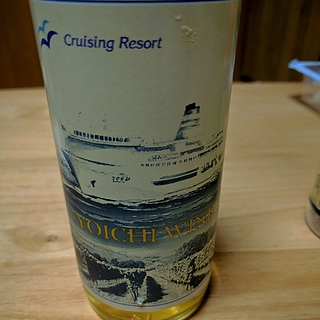 Cruising Resort
YOICHI WINE